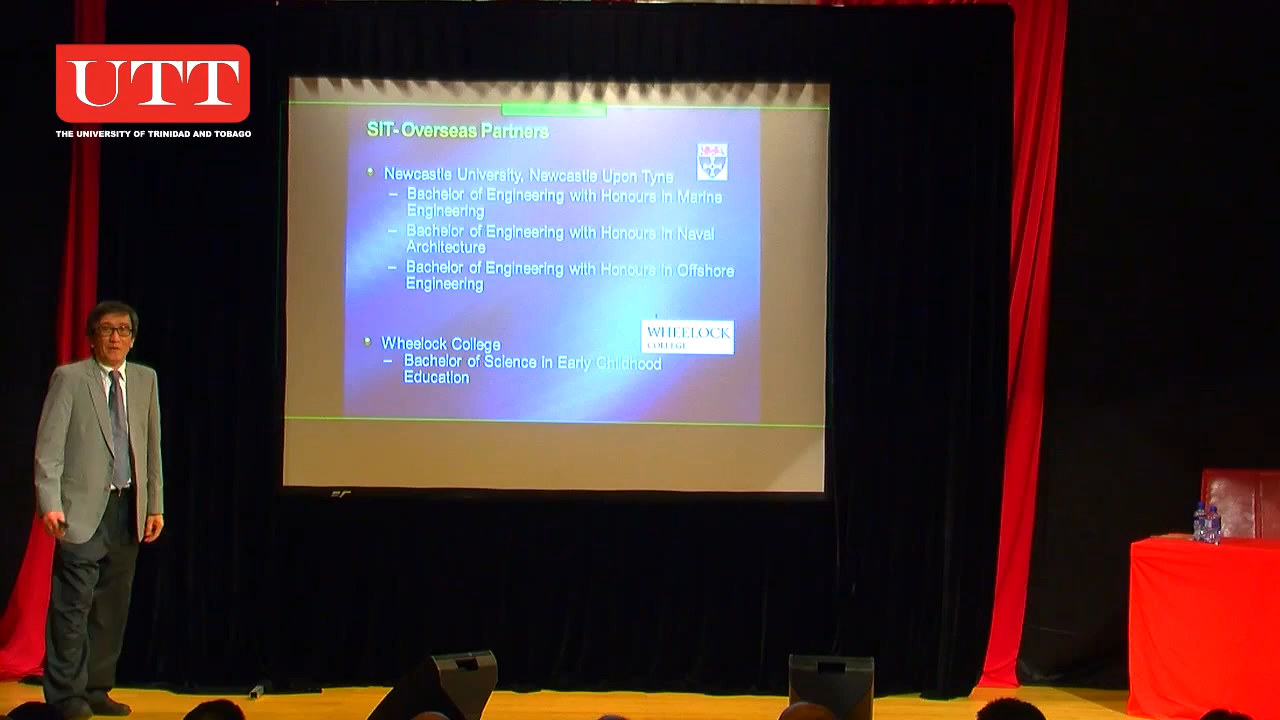 UTT
THE UNIVERSITY OF TRINIDAD AND TOBAGO
SIT- Overseas Partners
Newcastle University, Newcastle Upon Tyne
– Bachelor of Engineering with Honours in Marine
Engineering
– Bachelor of Engineering with Honours in Naval
Architecture
– Bachelor of Engineering with Honours in Offshore
Engineering
WHEELOCK
COLLEGE
Wheelock College
– Bachelor of Science in Early Childhood
Education